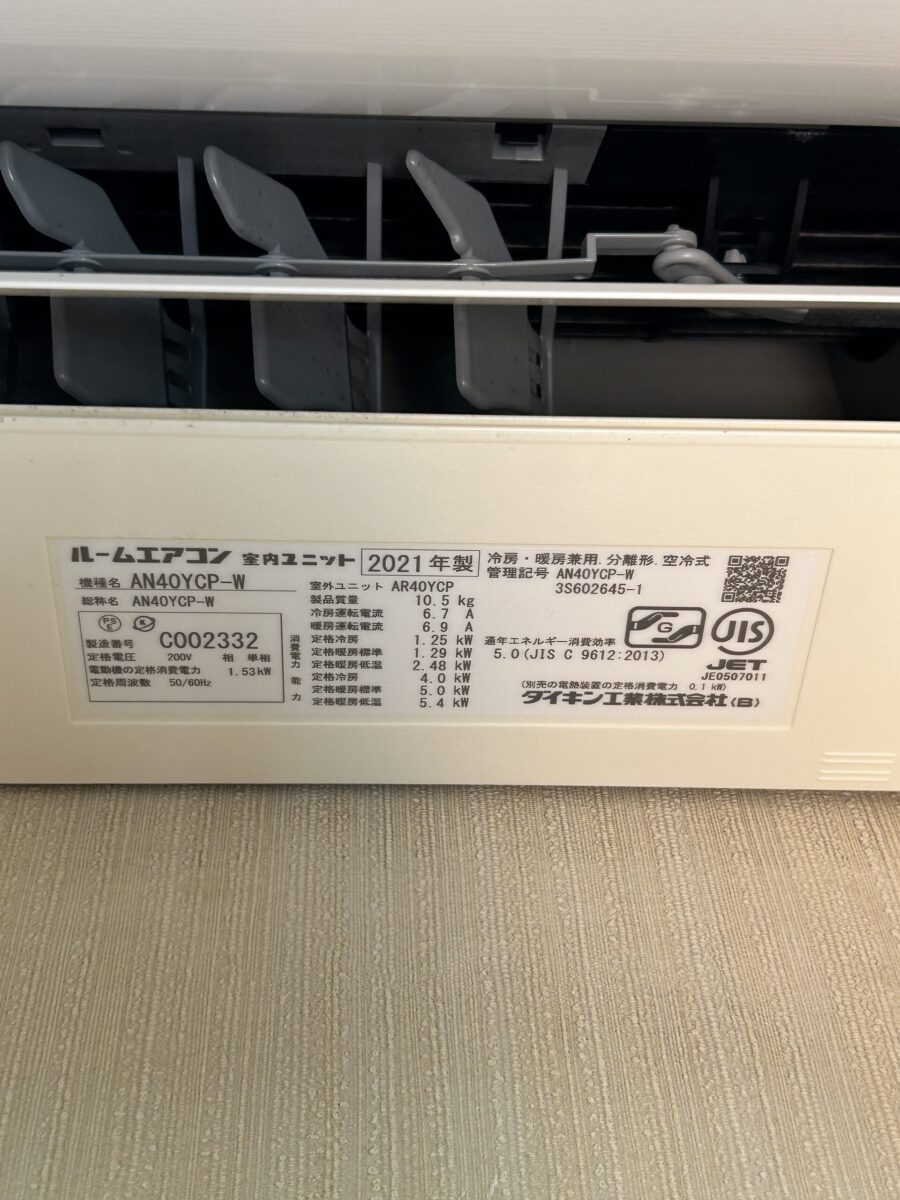 ルームエアコン 室内ユニット 2021年製 冷房・暖房兼用.分離形.空冷式
機種名 AN40YCP-W 室外ユニット AR40YCP 管理記号 AN40YCP-W
総称名 AN40YCP-W 製品質量 10.5 kg 3S602645-1
冷房運転電流 6.7 A
暖房運転電流 6.9 A
PS E
製造番号 C002332
定格電圧 200V 相 単相
電動機の定格消費電力 1.53kW
定格周波数 50/60Hz
消費電力 定格冷房 1.25 kW
定格暖房標準 1.29 kW
定格暖房低温 2.48 kW
能力 定格冷房 4.0 kW
定格暖房標準 5.0 kW
定格暖房低温 5.4 kW
G JIS
通年エネルギー消費効率
5.0(JIS C 9612:2013) JET
JE0507011
(別売の電熱装置の定格消費電力 0.1 kW)
ダイキン工業株式会社(B)